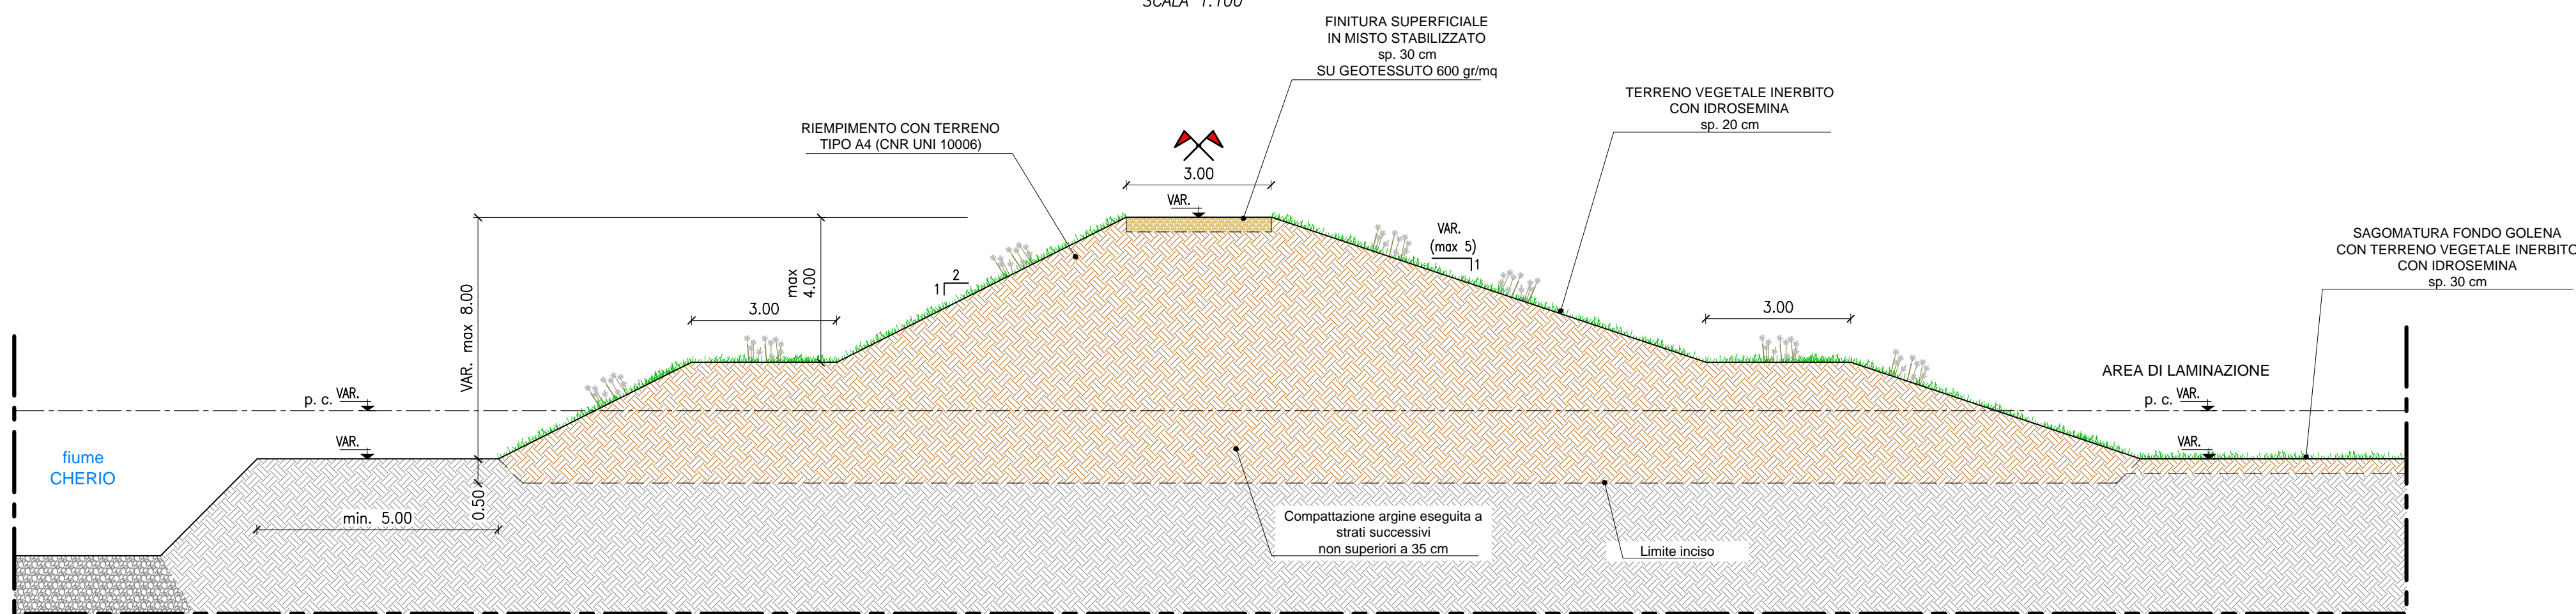 SCALA 1:100
FINITURA SUPERFICIALE
IN MISTO STABILIZZATO
sp. 30 cm
SU GEOTESSUTO 600 gr/mq
TERRENO VEGETALE INERBITO
CON IDROSEMINA
sp. 20 cm
RIEMPIMENTO CON TERRENO
TIPO A4 (CNR UNI 10006)
3.00
VAR.
VAR.
(max 5)
1
SAGOMATURA FONDO GOLENA
CON TERRENO VEGETALE INERBITO
CON IDROSEMINA
sp. 30 cm
2
1
max
4.00
VAR. max 8.00
3.00
3.00
AREA DI LAMINAZIONE
p. c. VAR.
p. c. VAR.
VAR.
VAR.
fiume
CHERIO
0.50
min. 5.00
Compattazione argine eseguita a
strati successivi
non superiori a 35 cm
Limite inciso